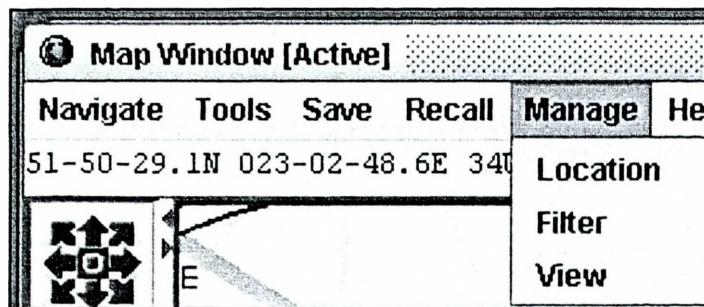 Map Window [Active]
Navigate Tools Save Recall Manage He
51-50-29.1N 023-02-48.6E 34U
Location
Filter
E
View